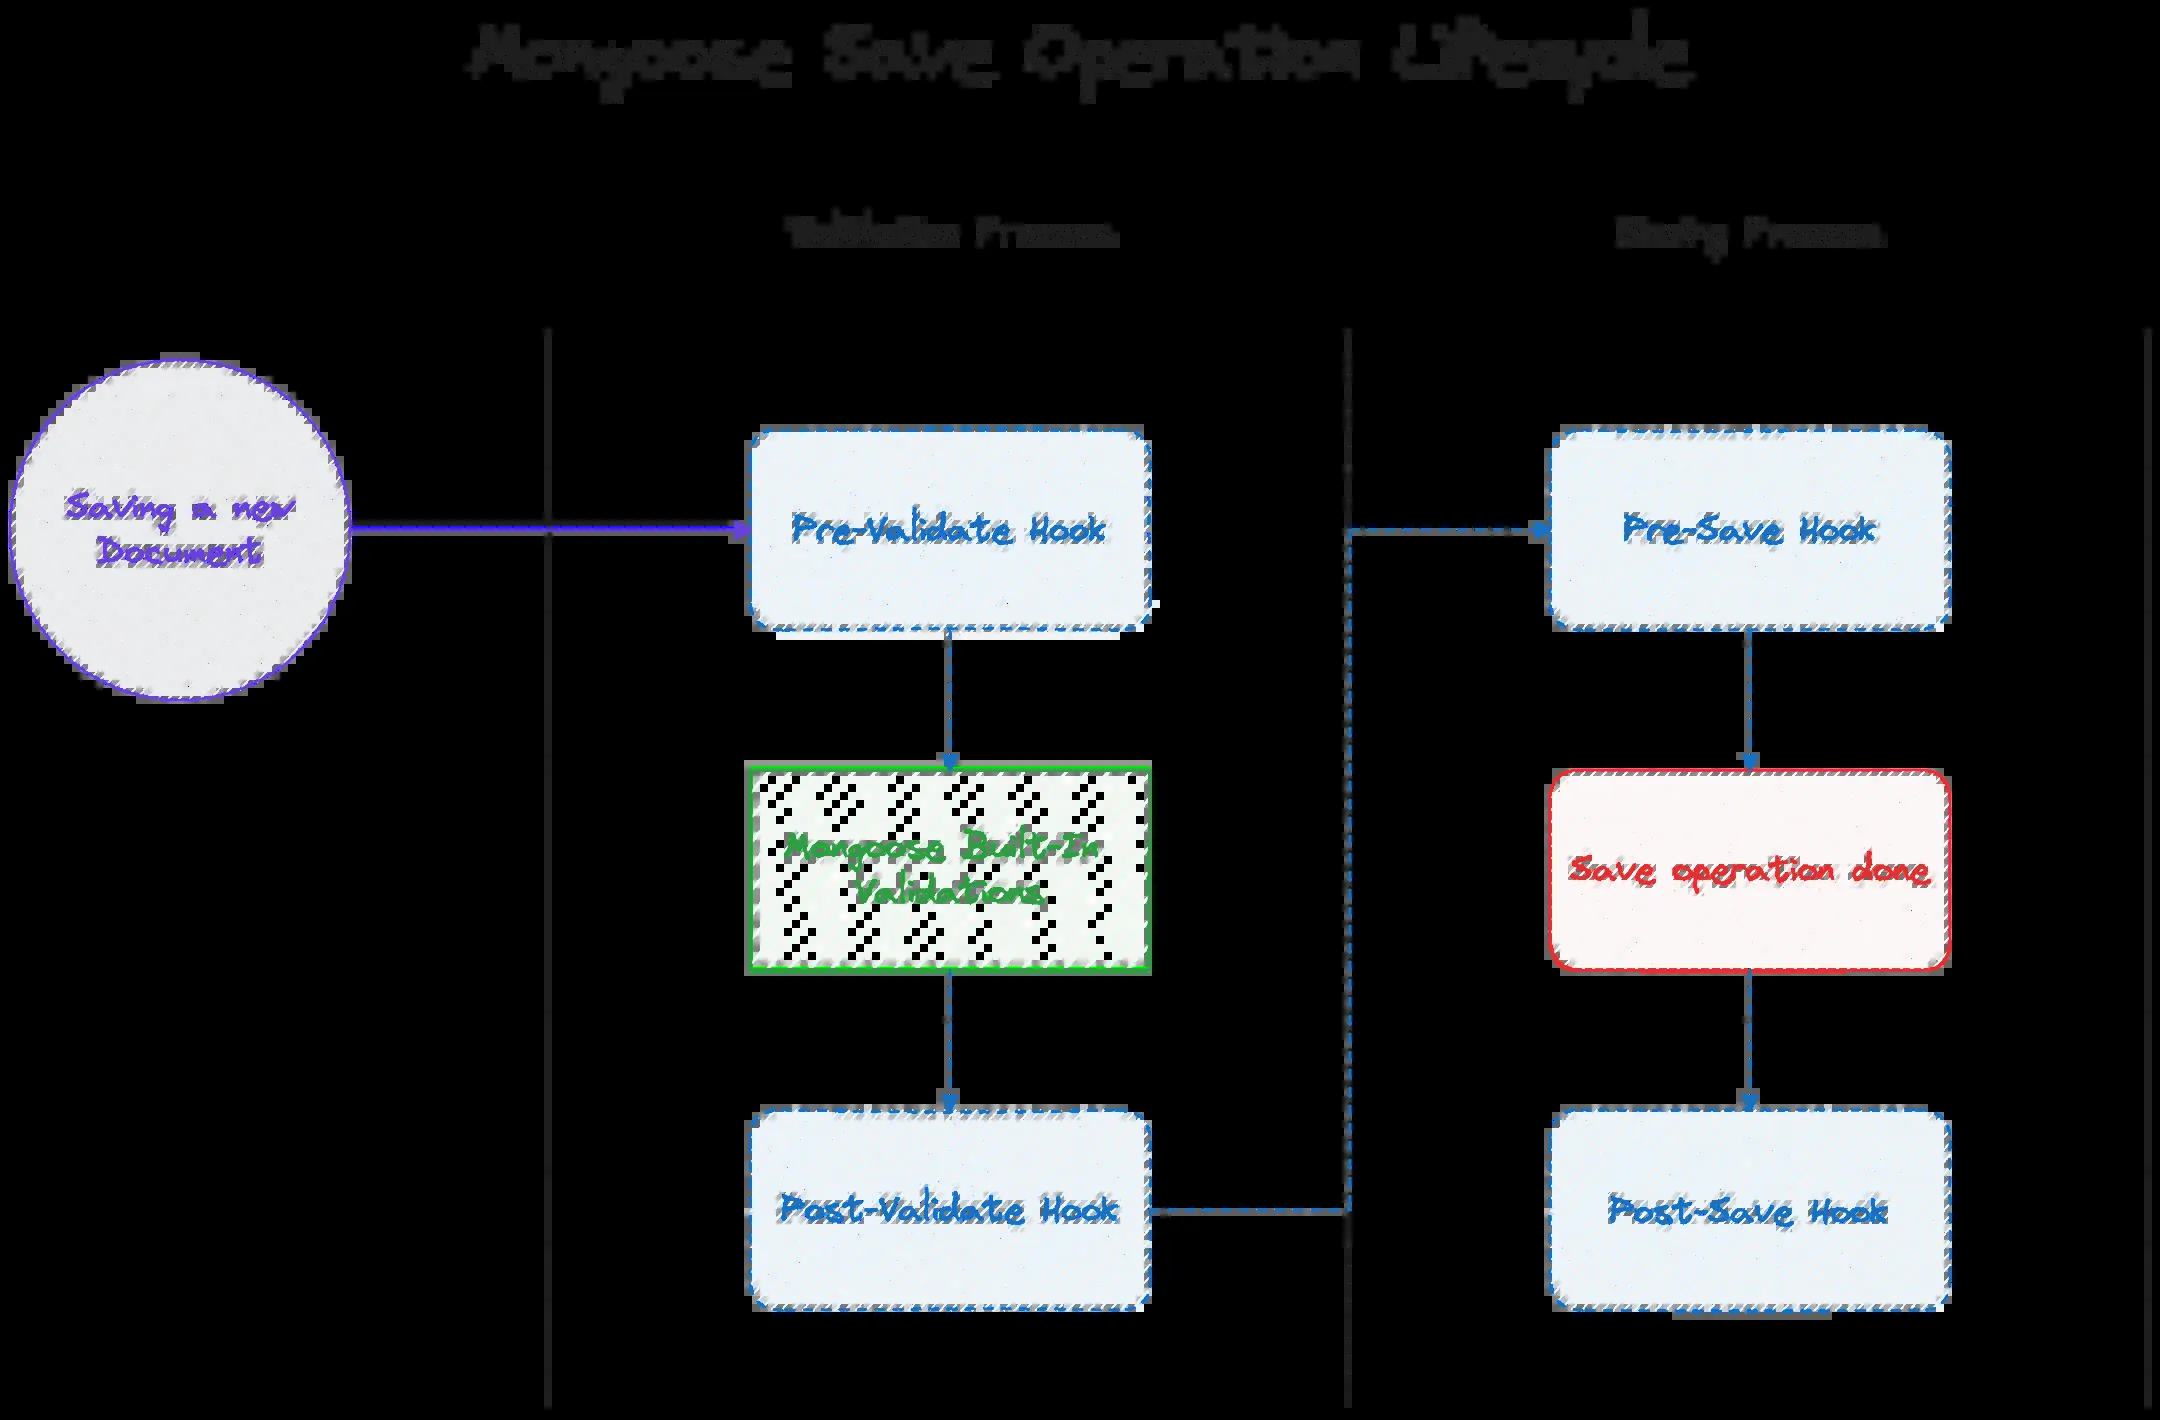 Mongoose Save Operation Lifecycle
Validation Process
Saving Process
Saving a new
Document
Pre-Validate Hook
Pre-Save Hook
Mongoose Built-In
Validations
Save operation done
Post-Validate Hook
Post-Save Hook